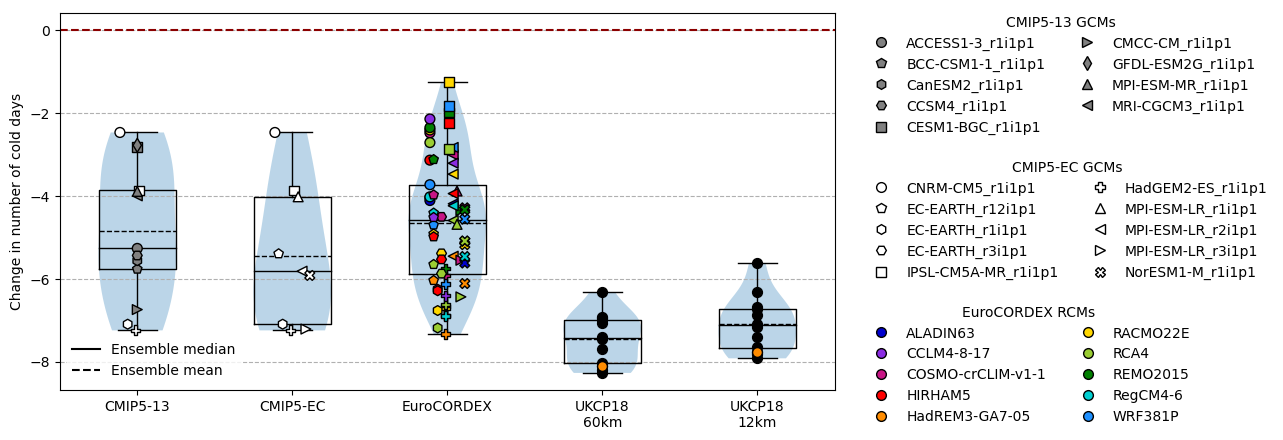 Change in number of cold days
0
−2
−4
−6
−8
Ensemble median
Ensemble mean
CMIP5-13
CMIP5-EC
EuroCORDEX
UKCP18
60km
UKCP18
12km
CMIP5-13 GCMs
ACCESS1-3_r1i1p1
BCC-CSM1-1_r1i1p1
CanESM2_r1i1p1
CCSM4_r1i1p1
CESM1-BGC_r1i1p1
CMCC-CM_r1i1p1
GFDL-ESM2G_r1i1p1
MPI-ESM-MR_r1i1p1
MRI-CGCM3_r1i1p1
CMIP5-EC GCMs
CNRM-CM5_r1i1p1
EC-EARTH_r12i1p1
EC-EARTH_r1i1p1
EC-EARTH_r3i1p1
IPSL-CM5A-MR_r1i1p1
HadGEM2-ES_r1i1p1
MPI-ESM-LR_r1i1p1
MPI-ESM-LR_r2i1p1
MPI-ESM-LR_r3i1p1
NorESM1-M_r1i1p1
EuroCORDEX RCMs
ALADIN63
CCLM4-8-17
COSMO-crCLIM-v1-1
HIRHAM5
HadREM3-GA7-05
RACMO22E
RCA4
REMO2015
RegCM4-6
WRF381P